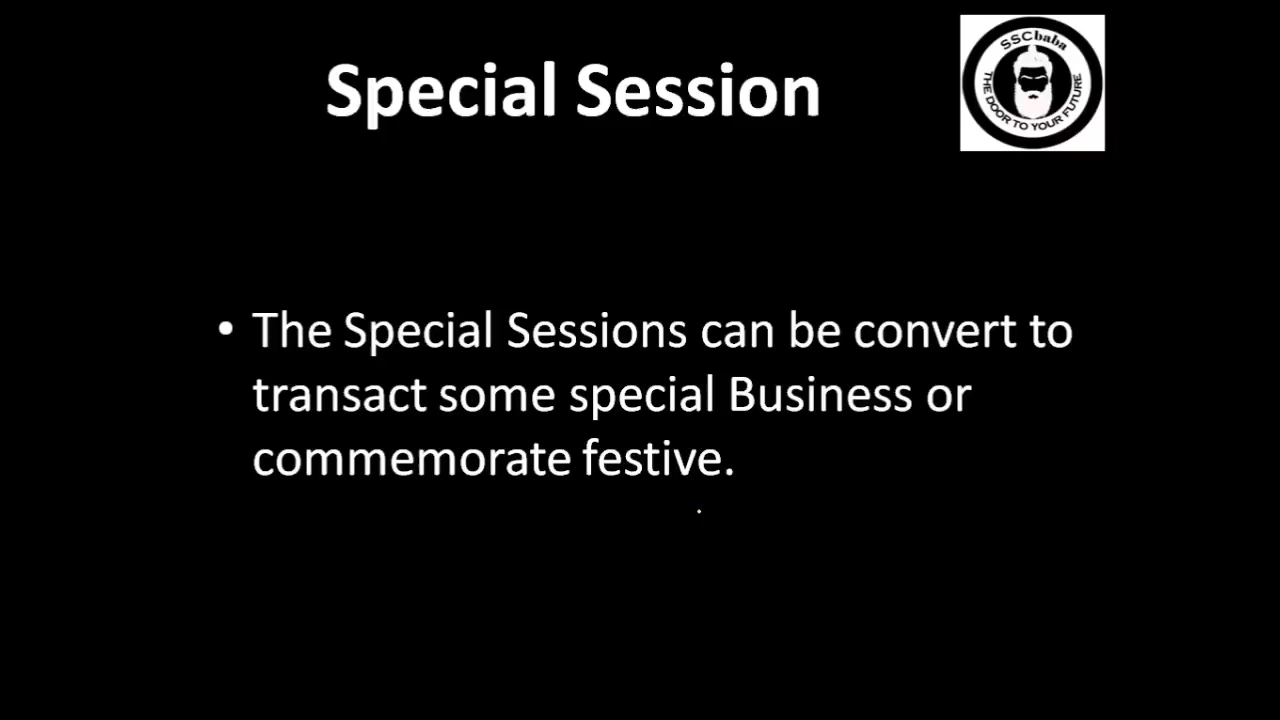 Special Session
SSCbaba
THE DOOR TO YOUR FUTURE
• The Special Sessions can be convert to
transact some special Business or
commemorate festive.